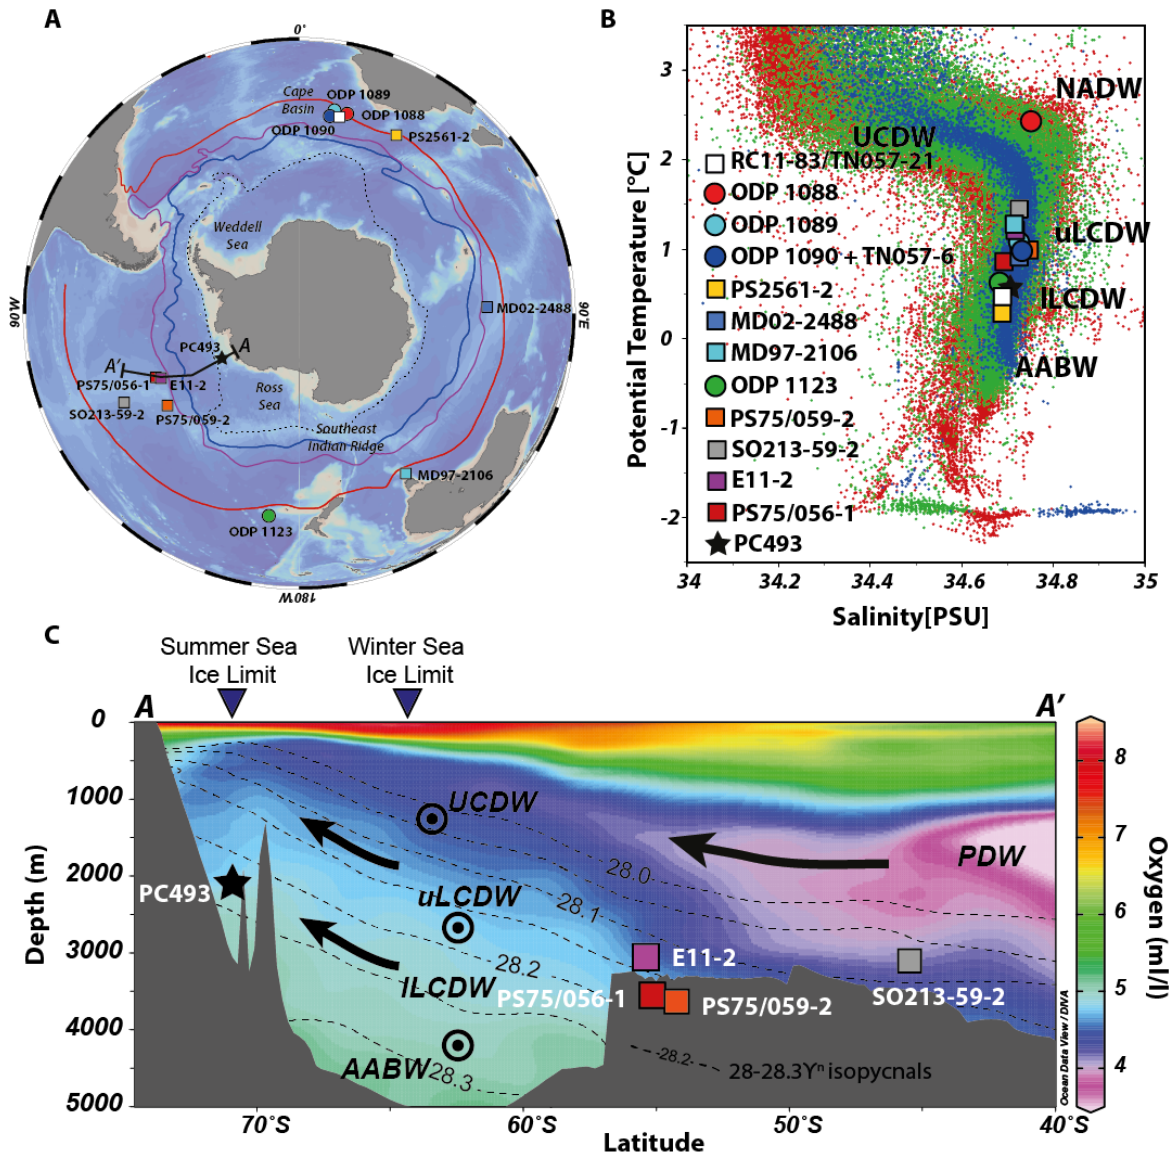 A
0°
Cape
Basin
ODP 1089
ODP 1088
ODP 1090
PS2561-2
Weddell
Sea
90°W
90°E
MD02-2488
PC493
A
A’
PS75/056-1
E11-2
SO213-59-2
PS75/059-2
Ross
Sea
Southeast
Indian Ridge
MD97-2106
ODP 1123
180°W
B
Potential Temperature [°C]
3
2
1
0
-1
-2
NADW
UCDW
uLCDW
lLCDW
AABW
RC11-83/TN057-21
ODP 1088
ODP 1089
ODP 1090 + TN057-6
PS2561-2
MD02-2488
MD97-2106
ODP 1123
PS75/059-2
SO213-59-2
E11-2
PS75/056-1
PC493
34
34.2
34.4
34.6
34.8
35
Salinity[PSU]
C
Summer Sea
Ice Limit
Winter Sea
Ice Limit
A
A’
Depth (m)
0
1000
2000
3000
4000
5000
UCDW
PDW
28.0
PC493
uLCDW
28.1
E11-2
28.2
lLCDW
PS75/056-1
PS75/059-2
SO213-59-2
AABW
28.3
28.2
28-28.3Υⁿ isopycnals
70°S
60°S
50°S
40°S
Latitude
Ocean Data View / DIVA
8
7
6
5
4
Oxygen (ml/l)